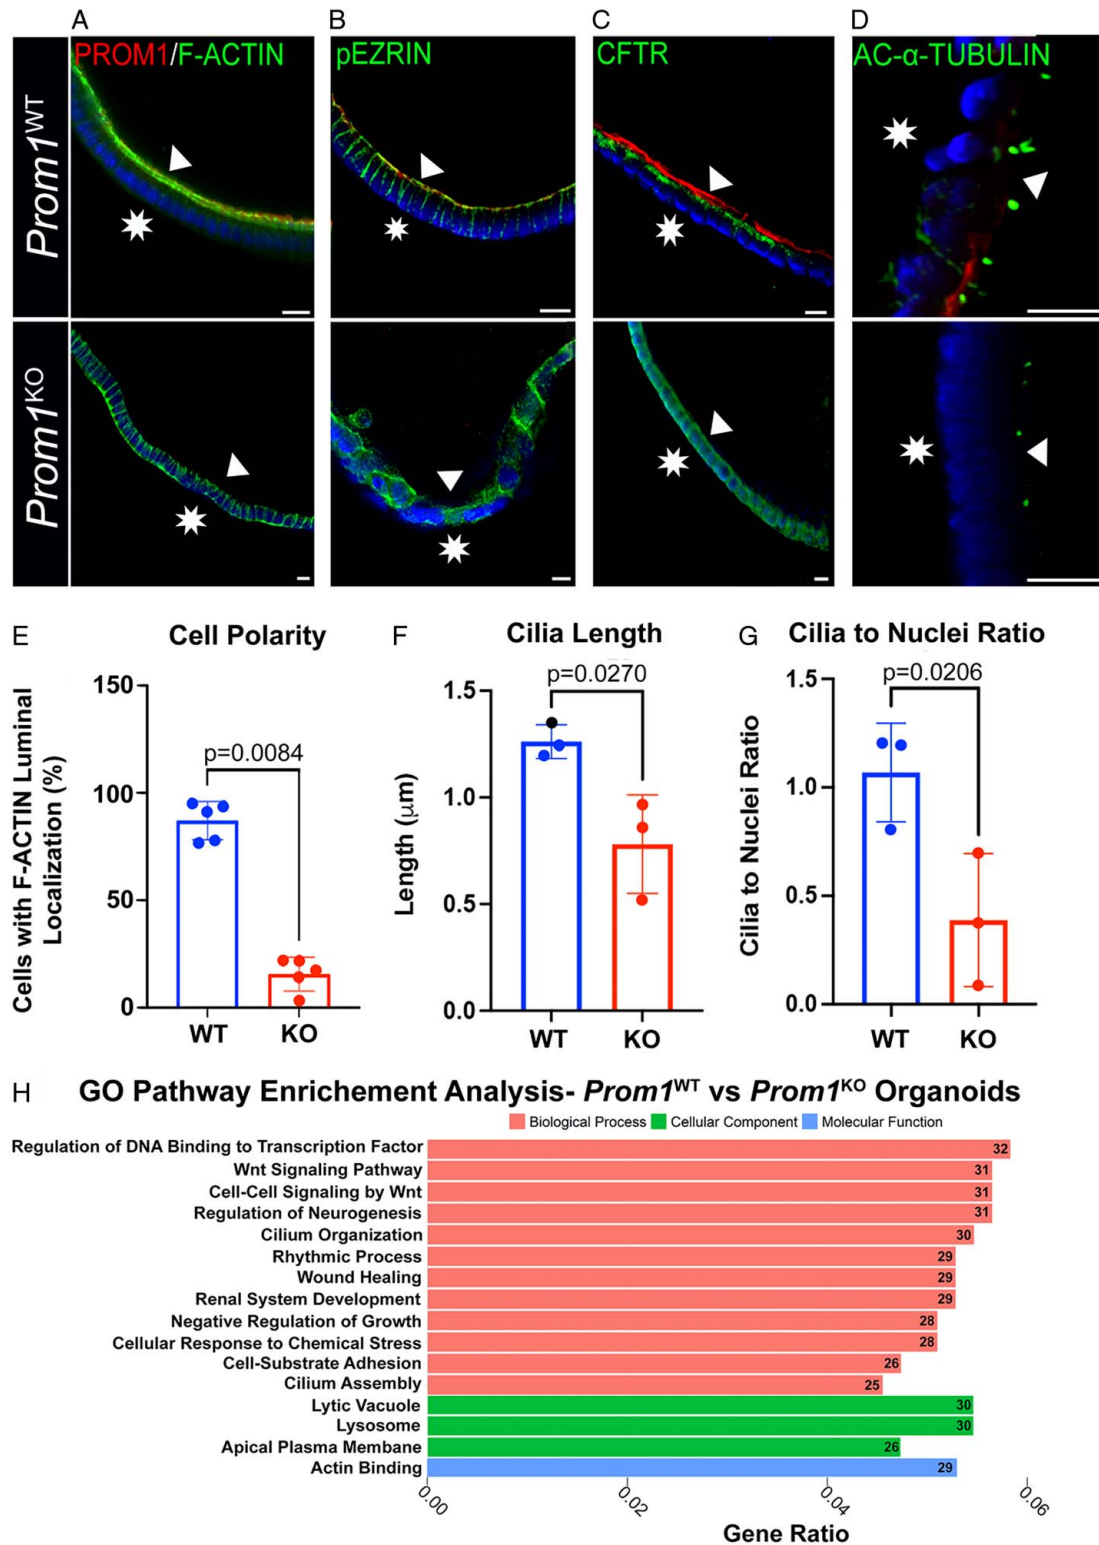 A
B
C
D
PROM1/F-ACTIN
pEZRIN
CFTR
AC-α-TUBULIN
Prom1WT
Prom1KO
E
Cell Polarity
Cells with F-ACTIN Luminal
Localization (%)
150
100
50
0
p=0.0084
WT
KO
F
Cilia Length
Length (μm)
1.5
1.0
0.5
0.0
p=0.0270
WT
KO
G
Cilia to Nuclei Ratio
Cilia to Nuclei Ratio
1.5
1.0
0.5
0.0
p=0.0206
WT
KO
H
GO Pathway Enrichement Analysis- Prom1WT vs Prom1KO Organoids
Biological Process Cellular Component Molecular Function
Regulation of DNA Binding to Transcription Factor 32
Wnt Signaling Pathway 31
Cell-Cell Signaling by Wnt 31
Regulation of Neurogenesis 31
Cilium Organization 30
Rhythmic Process 29
Wound Healing 29
Renal System Development 29
Negative Regulation of Growth 28
Cellular Response to Chemical Stress 28
Cell-Substrate Adhesion 26
Cilium Assembly 25
Lytic Vacuole 30
Lysosome 30
Apical Plasma Membane 26
Actin Binding 29
0.00 0.02 0.04 0.06
Gene Ratio